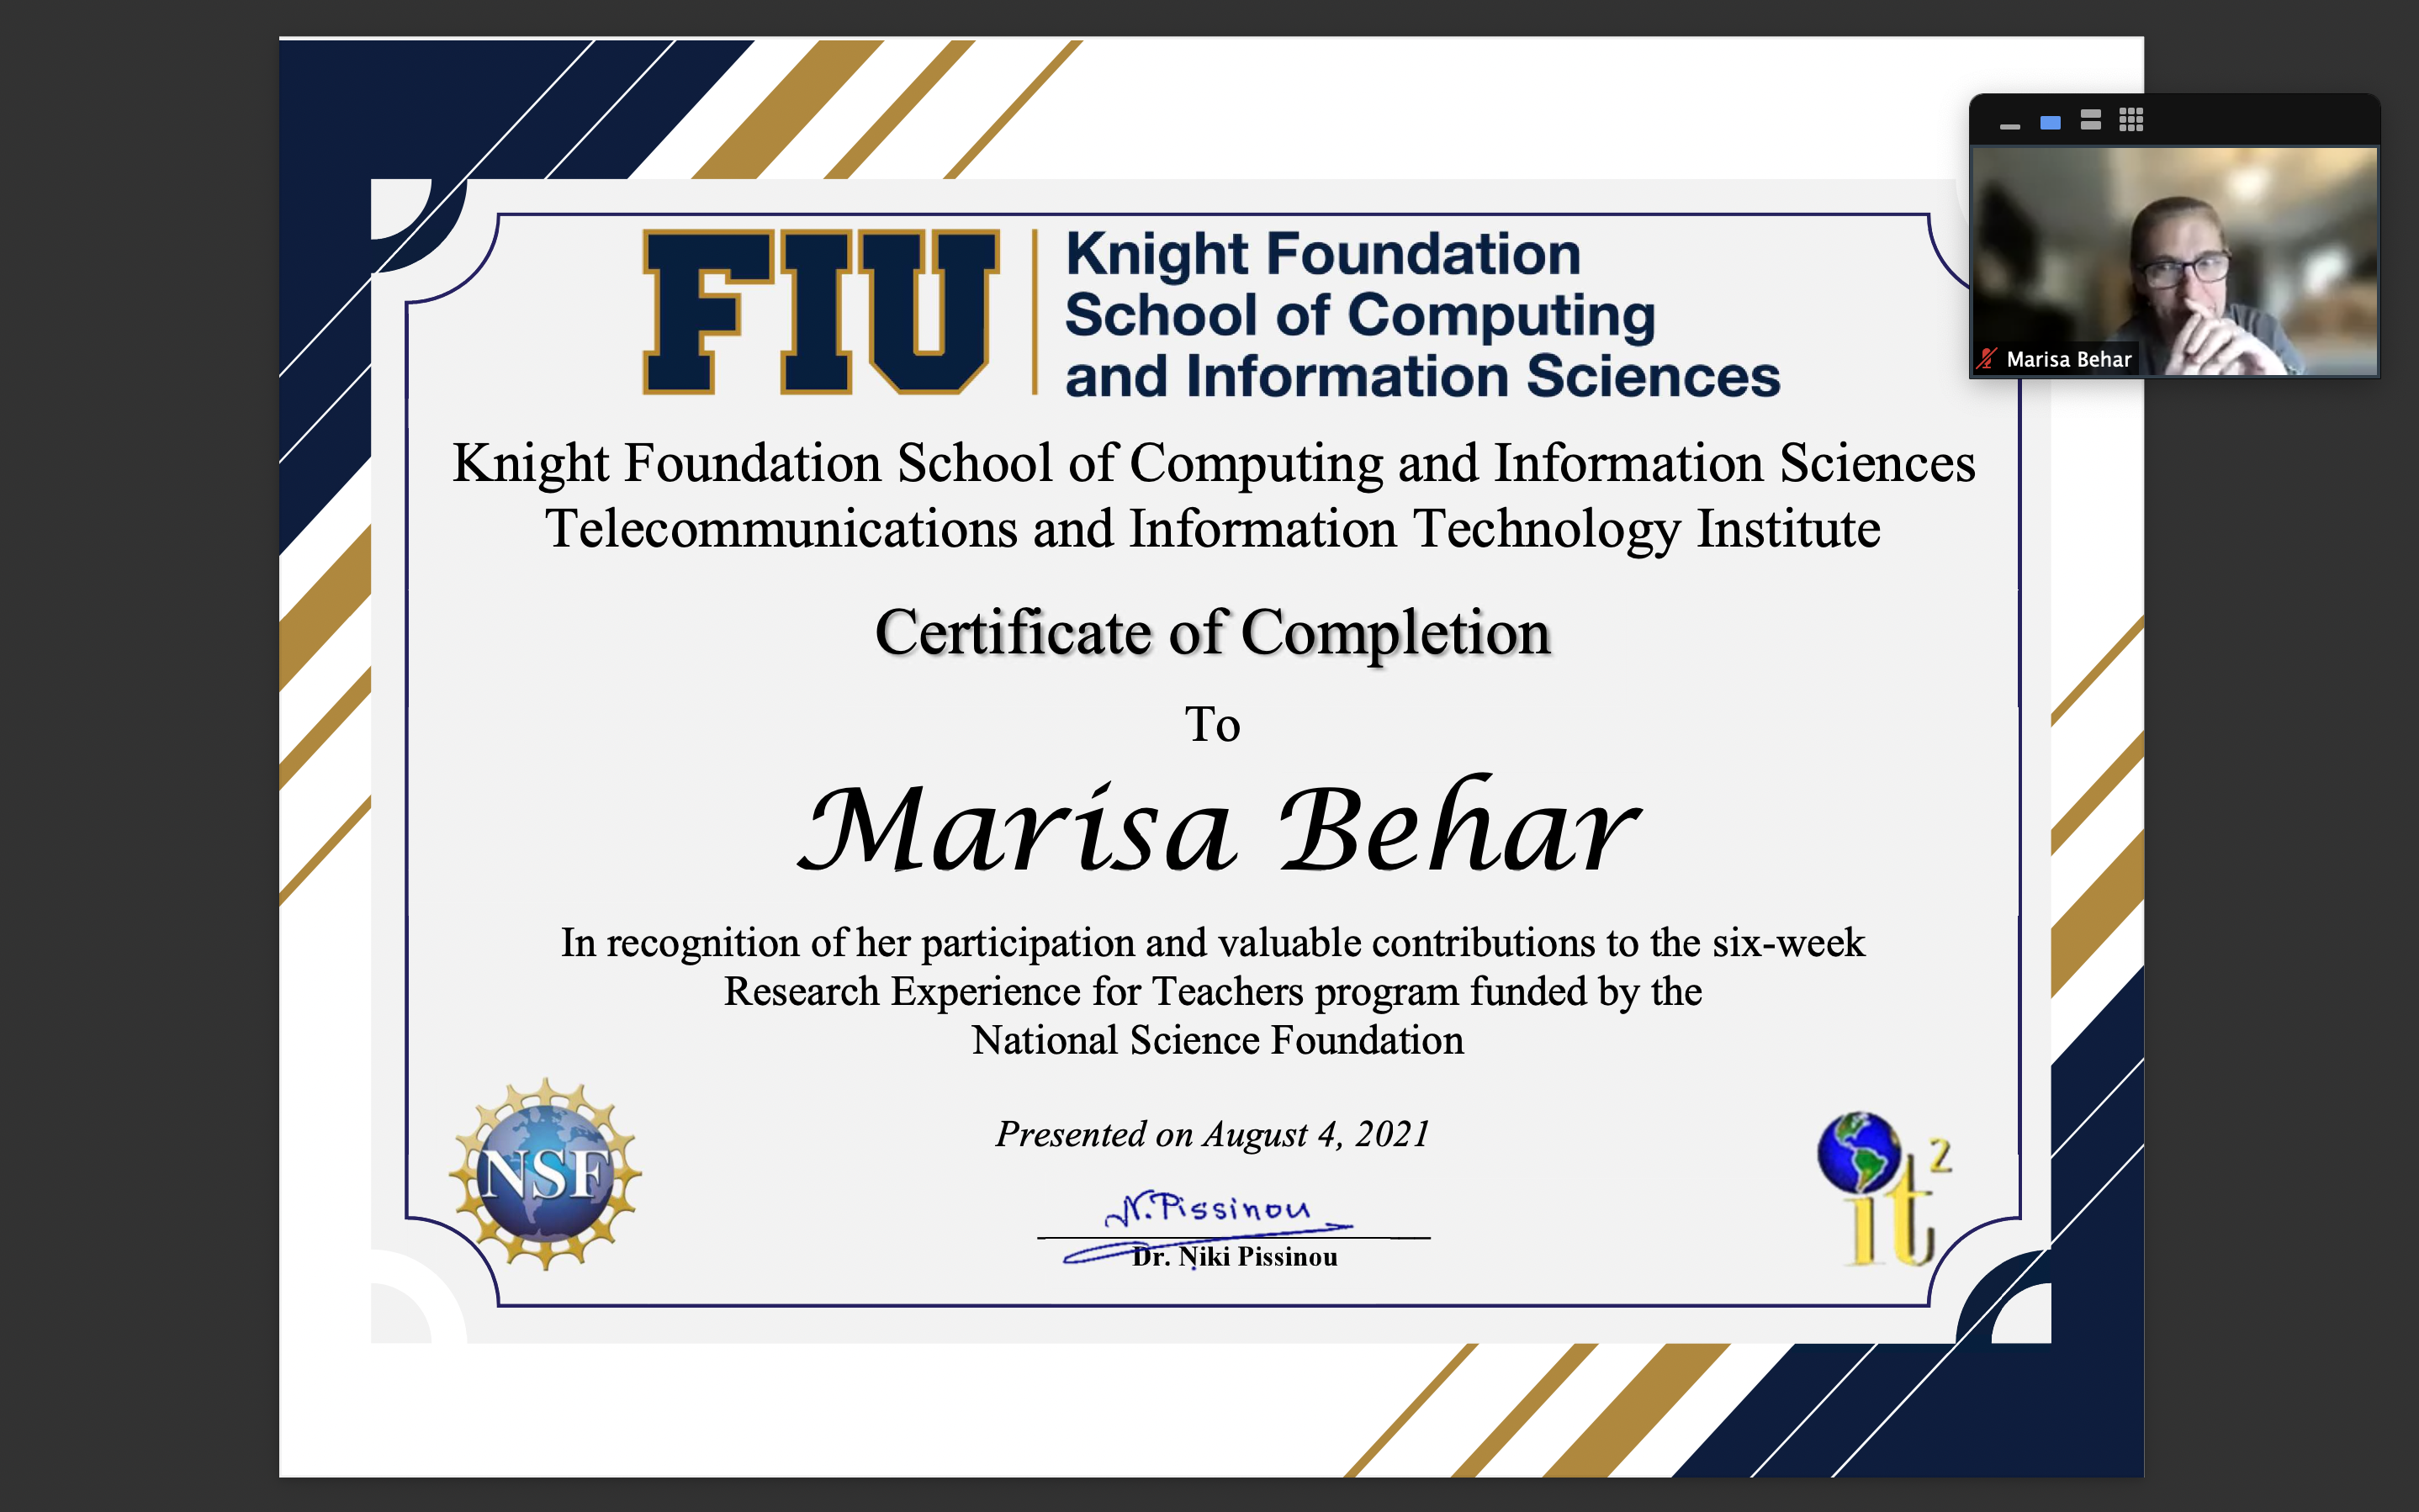 FIU
Knight Foundation
School of Computing
and Information Sciences
Marisa Behar
Knight Foundation School of Computing and Information Sciences
Telecommunications and Information Technology Institute
Certificate of Completion
To
Marisa Behar
In recognition of her participation and valuable contributions to the six-week
Research Experience for Teachers program funded by the
National Science Foundation
Presented on August 4, 2021
NSF
it²
N.Pissinou
Dr. Niki Pissinou